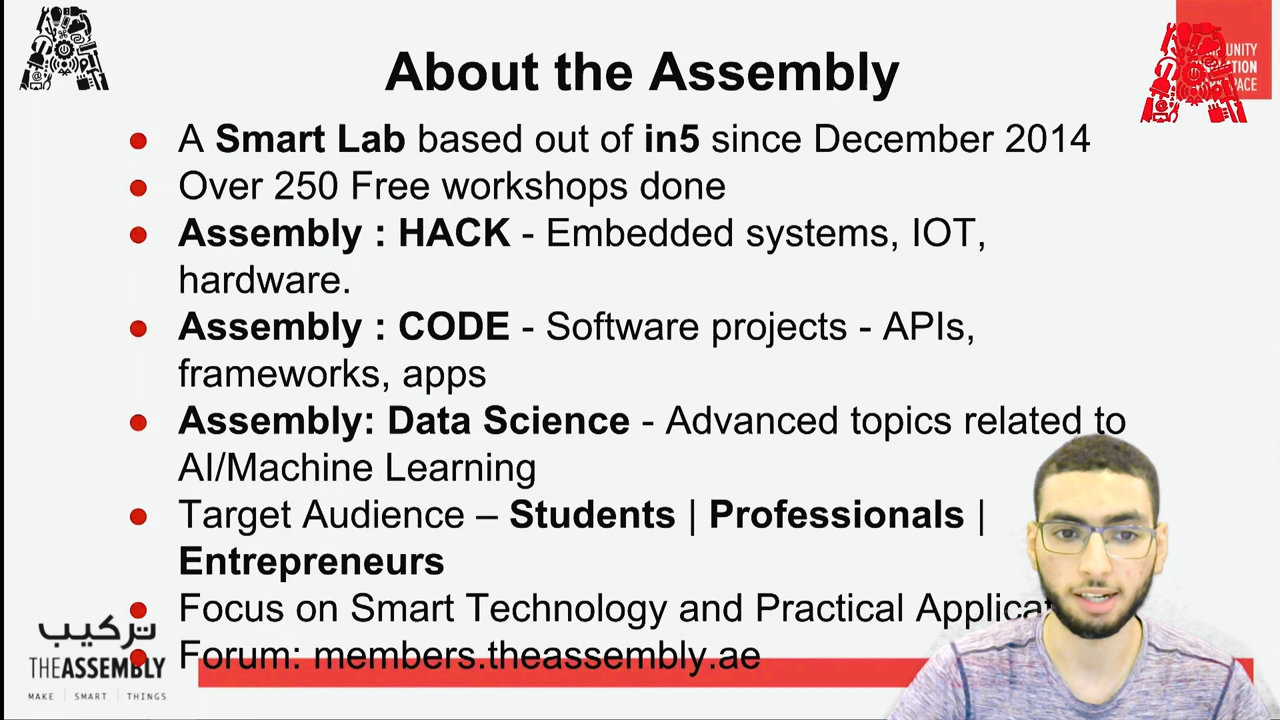 About the Assembly
UNITY
TION
PACE
● A Smart Lab based out of in5 since December 2014
● Over 250 Free workshops done
● Assembly : HACK - Embedded systems, IOT,
hardware.
● Assembly : CODE - Software projects - APIs,
frameworks, apps
● Assembly: Data Science - Advanced topics related to
AI/Machine Learning
● Target Audience – Students | Professionals |
Entrepreneurs
● Focus on Smart Technology and Practical Applicat
● Forum: members.theassembly.ae
تركيب
THEASSEMBLY
MAKE | SMART | THINGS